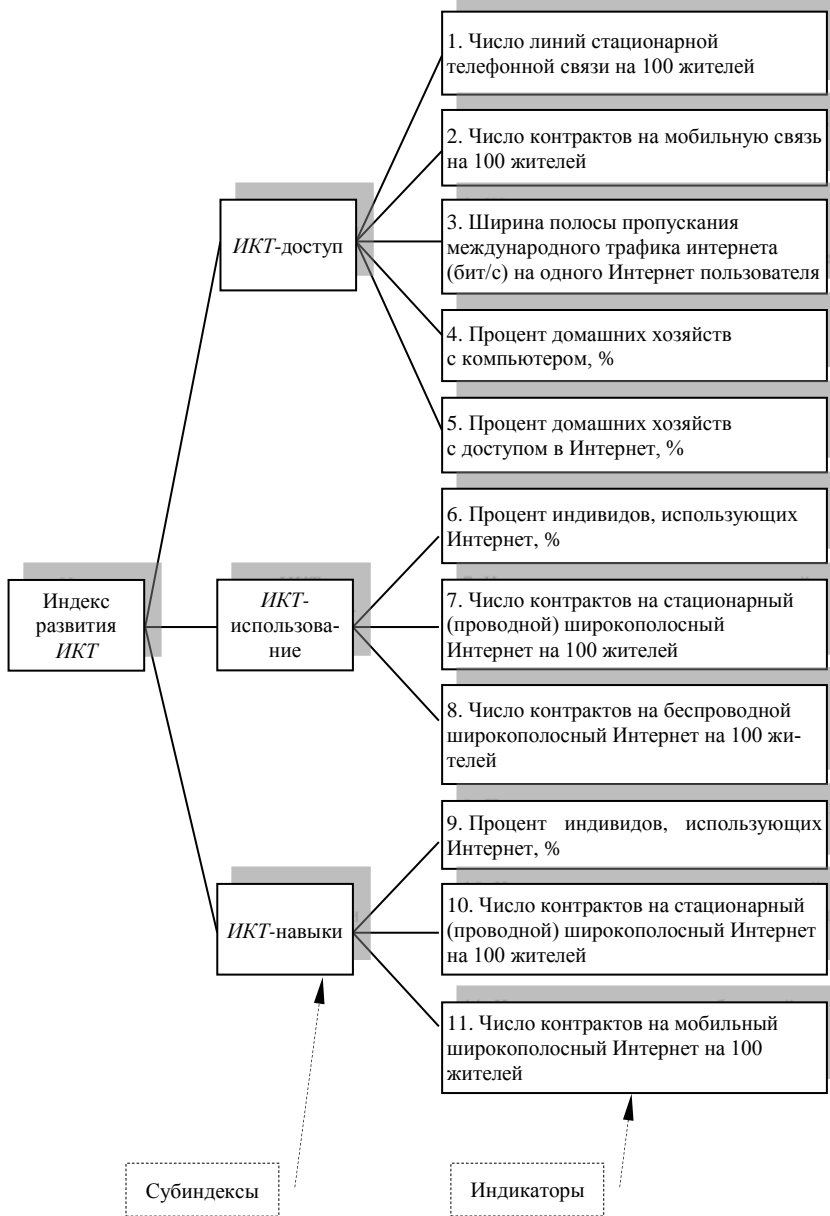 1. Число линий стационарной
телефонной связи на 100 жителей
2. Число контрактов на мобильную связь
на 100 жителей
ИКТ-доступ
3. Ширина полосы пропускания
международного трафика интернета
(бит/с) на одного Интернет пользователя
4. Процент домашних хозяйств
с компьютером, %
5. Процент домашних хозяйств
с доступом в Интернет, %
6. Процент индивидов, использующих
Интернет, %
Индекс
развития
ИКТ
ИКТ-
использова-
ние
7. Число контрактов на стационарный
(проводной) широкополосный
Интернет на 100 жителей
8. Число контрактов на беспроводной
широкополосный Интернет на 100 жи-
телей
9. Процент индивидов, использующих
Интернет, %
ИКТ-навыки
10. Число контрактов на стационарный
(проводной) широкополосный Интернет
на 100 жителей
11. Число контрактов на мобильный
широкополосный Интернет на 100
жителей
Субиндексы
Индикаторы